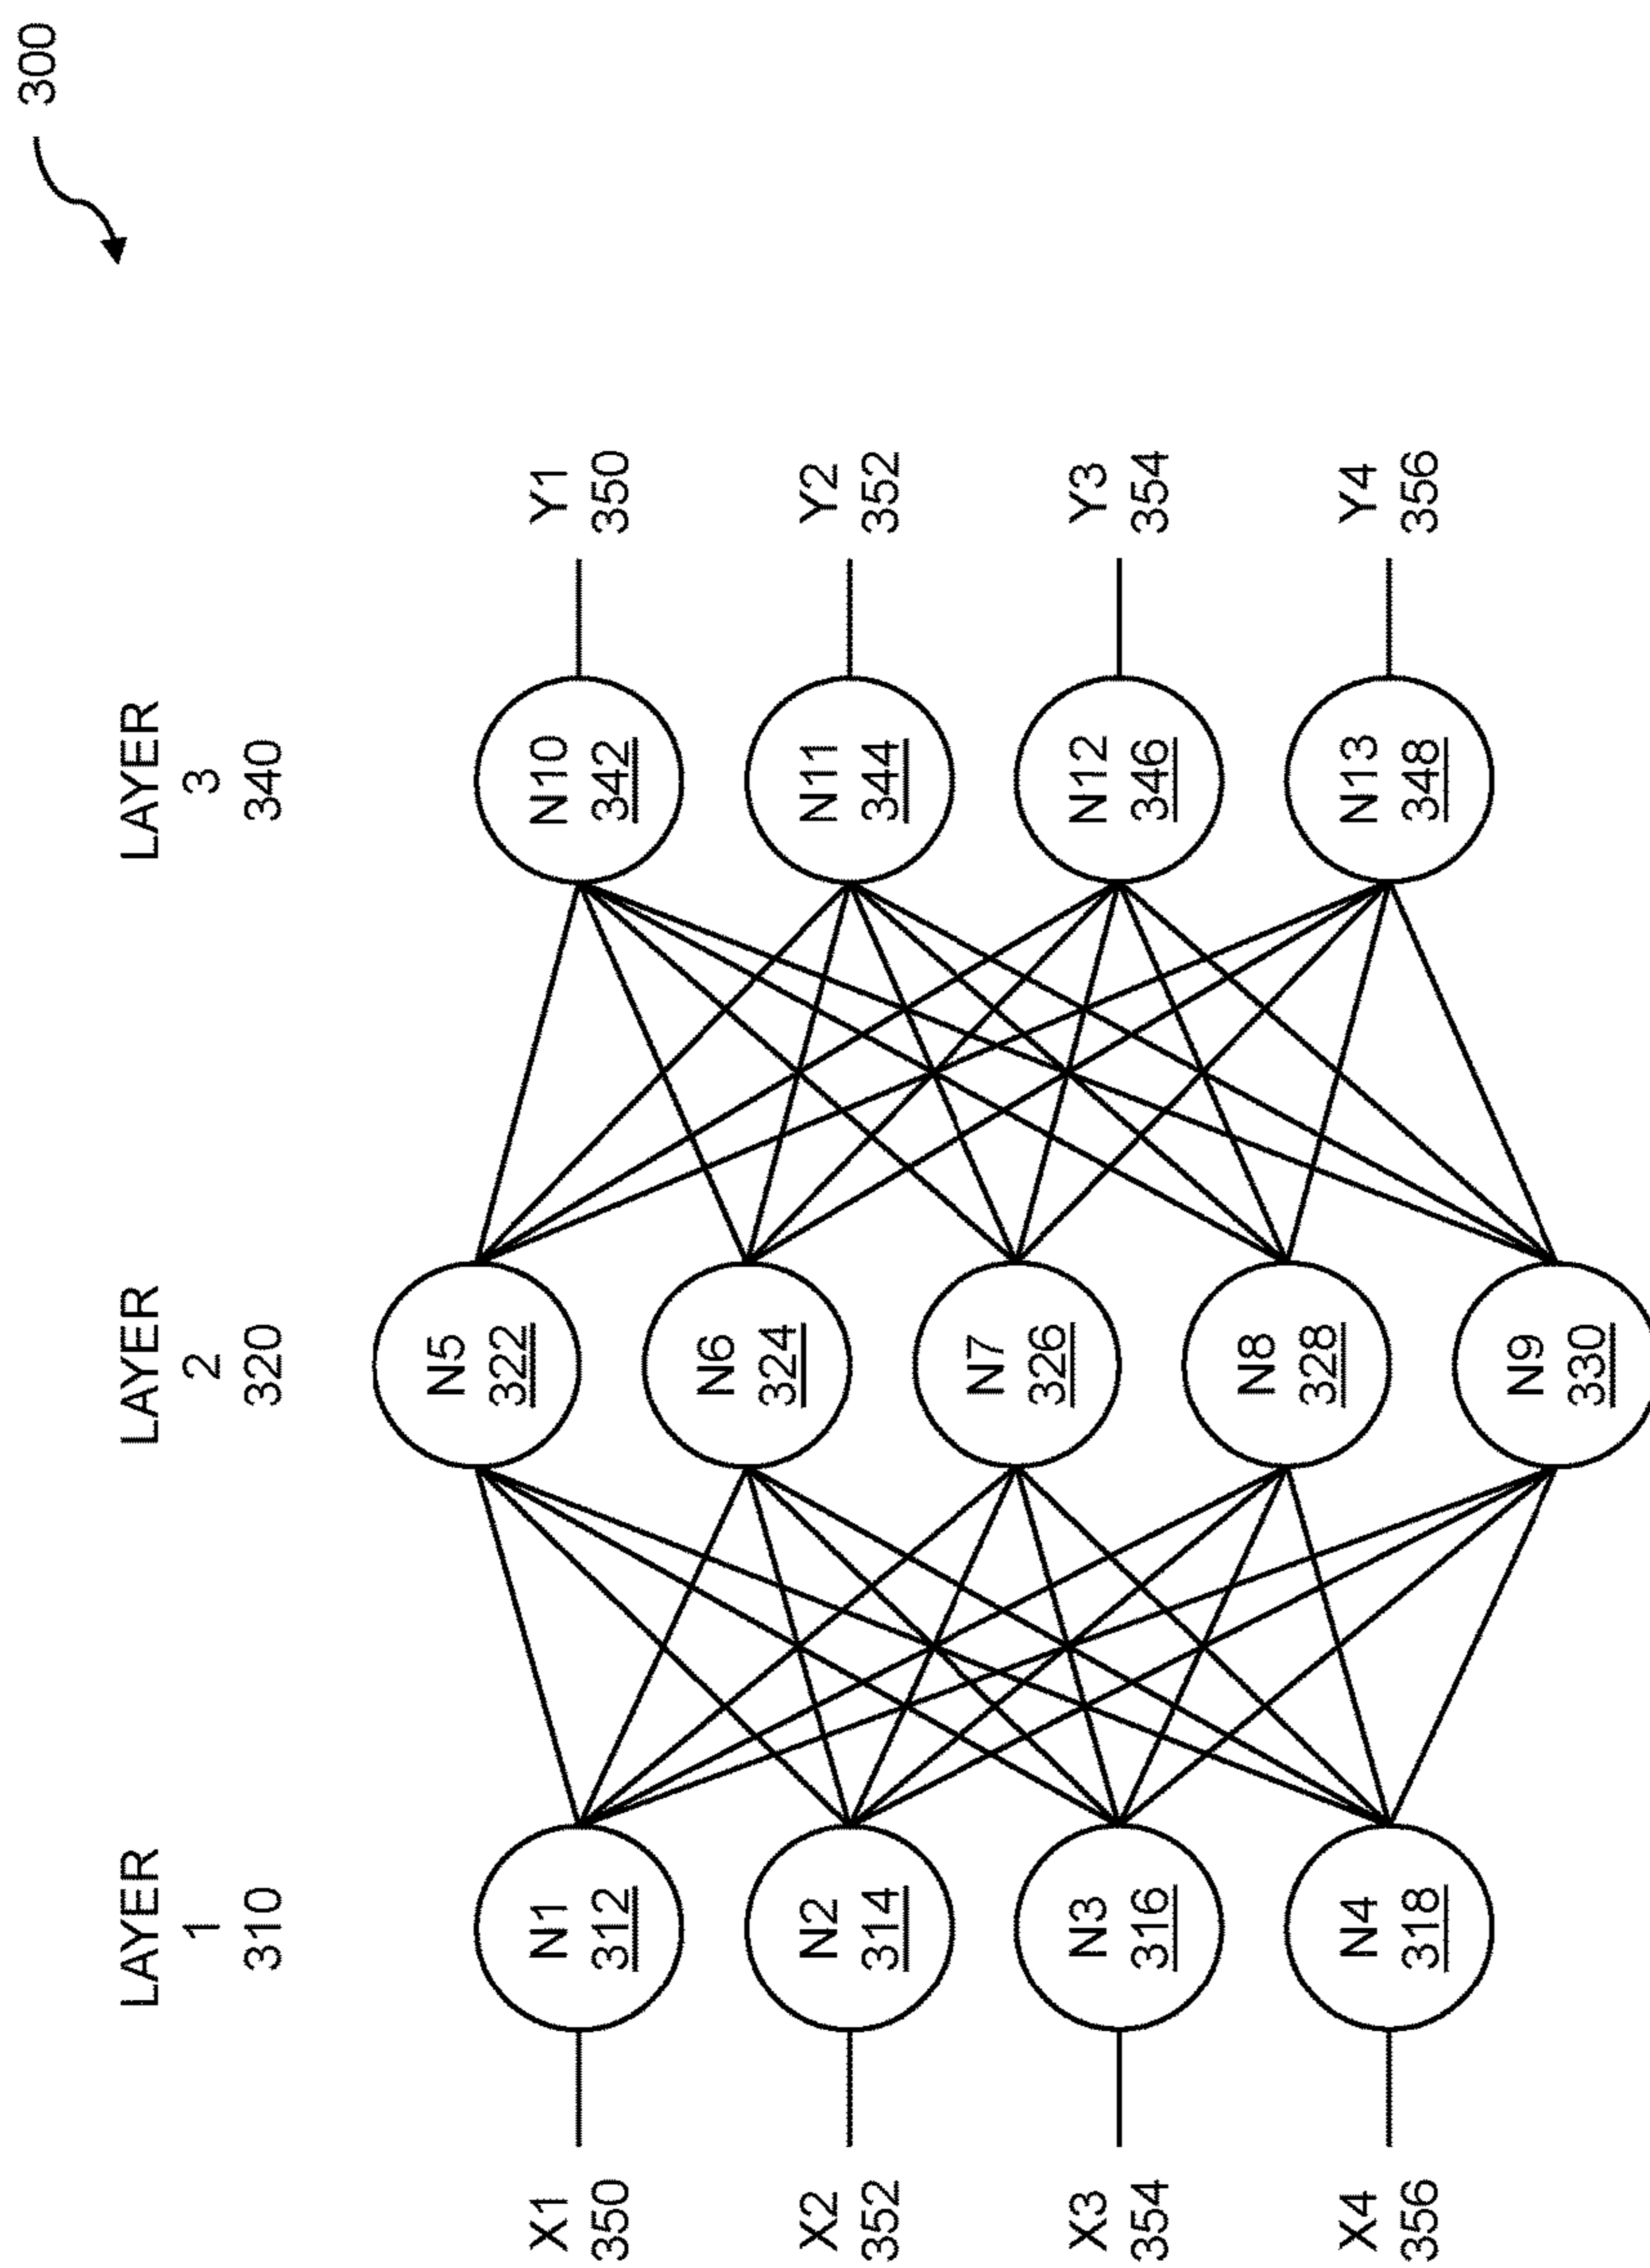 300
LAYER
1
310
LAYER
2
320
LAYER
3
340
X1
350
X2
352
X3
354
X4
356
N1
312
N2
314
N3
316
N4
318
N5
322
N6
324
N7
326
N8
328
N9
330
N10
342
N11
344
N12
346
N13
348
Y1
350
Y2
352
Y3
354
Y4
356